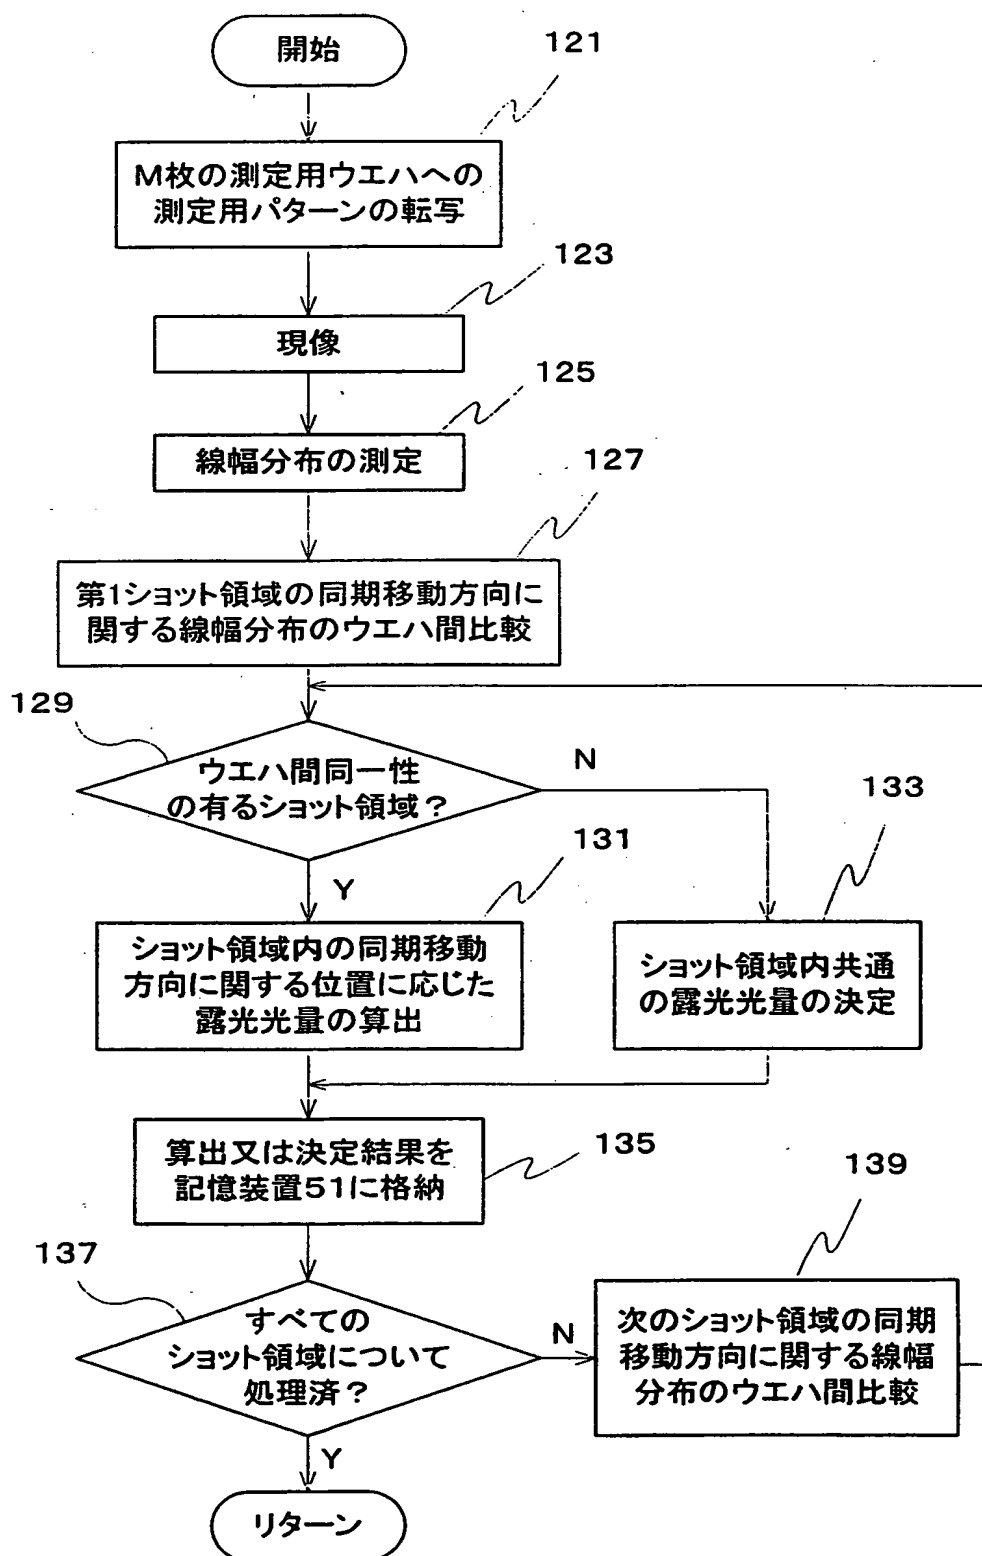 開始
121
M枚の測定用ウエハへの
測定用パターンの転写
123
現像
125
線幅分布の測定
127
第1ショット領域の同期移動方向に
関する線幅分布のウエハ間比較
129
ウエハ間同一性
の有るショット領域?
N
133
131
Y
ショット領域内の同期移動
方向に関する位置に応じた
露光光量の算出
ショット領域内共通
の露光光量の決定
算出又は決定結果を
記憶装置51に格納
135
139
137
すべての
ショット領域について
処理済?
N
次のショット領域の同期
移動方向に関する線幅
分布のウエハ間比較
Y
リターン